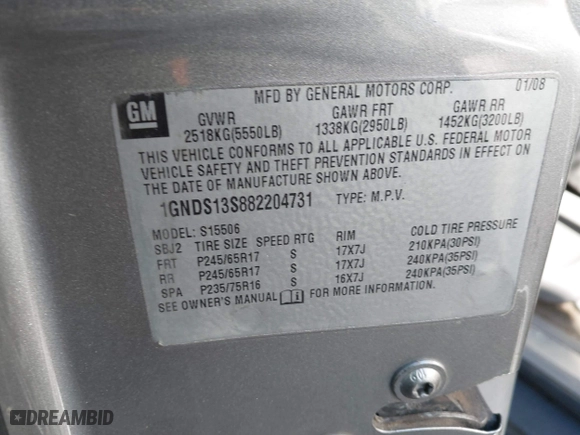 MFD BY GENERAL MOTORS CORP. 01/08
GM
GVWR GAWR FRT GAWR RR
2518KG(5550LB) 1338KG(2950LB) 1452KG(3200LB)
THIS VEHICLE CONFORMS TO ALL APPLICABLE U.S. FEDERAL MOTOR
VEHICLE SAFETY AND THEFT PREVENTION STANDARDS IN EFFECT ON
THE DATE OF MANUFACTURE SHOWN ABOVE.
1GNDS13S882204731 TYPE: M.P.V.
MODEL: S15506
SBJ2 TIRE SIZE SPEED RTG RIM COLD TIRE PRESSURE
FRT P245/65R17 S 17X7J 210KPA(30PSI)
RR P245/65R17 S 17X7J 240KPA(35PSI)
SPA P235/75R16 S 16X7J 240KPA(35PSI)
SEE OWNER'S MANUAL FOR MORE INFORMATION.
DREAMBID